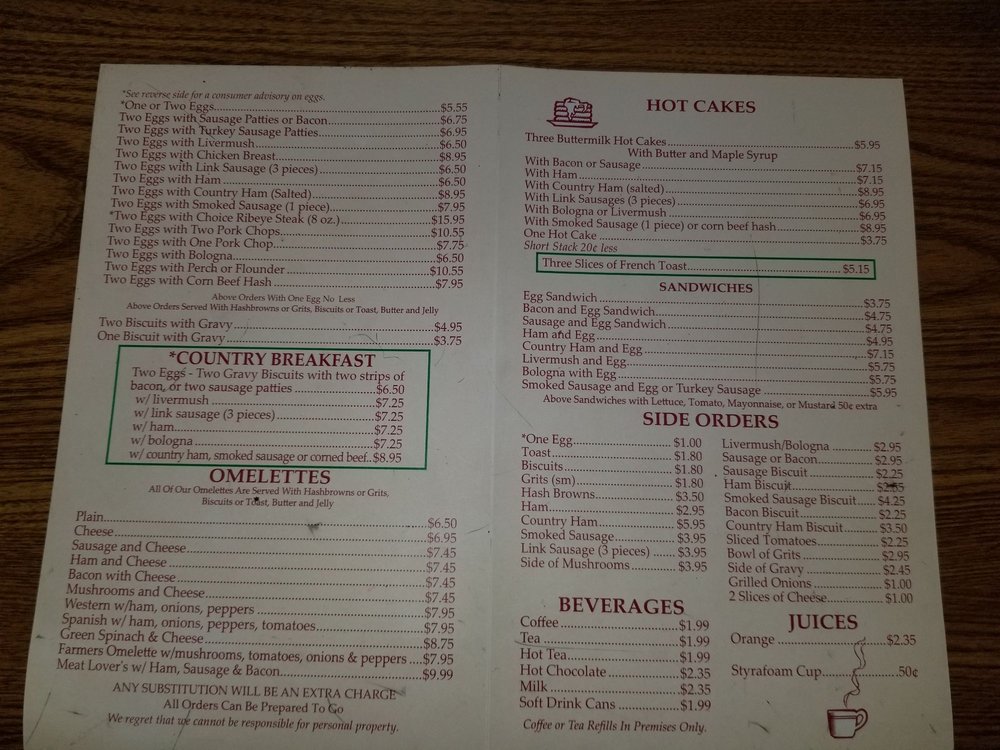 *See reverse side for a consumer advisory on eggs.
*One or Two Eggs................$5.55
Two Eggs with Sausage Patties or Bacon................$6.75
Two Eggs with Turkey Sausage Patties................$6.95
Two Eggs with Livermush................$6.50
Two Eggs with Chicken Breast................$8.95
Two Eggs with Link Sausage (3 pieces)................$6.50
Two Eggs with Ham................$6.50
Two Eggs with Country Ham (Salted)................$8.95
Two Eggs with Smoked Sausage (1 piece)................$7.95
*Two Eggs with Choice Ribeye Steak (8 oz.)................$15.95
Two Eggs with Two Pork Chops................$10.55
Two Eggs with One Pork Chop................$7.75
Two Eggs with Bologna................$6.50
Two Eggs with Perch or Flounder................$10.55
Two Eggs with Corn Beef Hash................$7.95
Above Orders With One Egg No Less
Above Orders Served With Hashbrowns or Grits, Biscuits or Toast, Butter and Jelly
Two Biscuits with Gravy................$4.95
One Biscuit with Gravy................$3.75
*COUNTRY BREAKFAST
Two Eggs - Two Gravy Biscuits with two strips of
bacon, or two sausage patties................$6.50
w/ livermush................$7.25
w/ link sausage (3 pieces)................$7.25
w/ ham................$7.25
w/ bologna................$7.25
w/ country ham, smoked sausage or corned beef..$8.95
OMELETTES
All Of Our Omelettes Are Served With Hashbrowns or Grits,
Biscuits or Toast, Butter and Jelly
Plain................$6.50
Cheese................$6.95
Sausage and Cheese................$7.45
Ham and Cheese................$7.45
Bacon with Cheese................$7.45
Mushrooms and Cheese................$7.45
Western w/ham, onions, peppers................$7.95
Spanish w/ ham, onions, peppers, tomatoes................$7.95
Green Spinach & Cheese................$8.75
Farmers Omelette w/mushrooms, tomatoes, onions & peppers....$7.95
Meat Lover's w/ Ham, Sausage & Bacon................$9.99
ANY SUBSTITUTION WILL BE AN EXTRA CHARGE
All Orders Can Be Prepared To Go
We regret that we cannot be responsible for personal property.
HOT CAKES
Three Buttermilk Hot Cakes................$5.95
With Butter and Maple Syrup
With Bacon or Sausage................$7.15
With Ham................$7.15
With Country Ham (salted)................$8.95
With Link Sausages (3 pieces)................$6.95
With Bologna or Livermush................$6.95
With Smoked Sausage (1 piece) or corn beef hash................$8.95
One Hot Cake................$3.75
Short Stack 20¢ less
Three Slices of French Toast................$5.15
SANDWICHES
Egg Sandwich................$3.75
Bacon and Egg Sandwich................$4.75
Sausage and Egg Sandwich................$4.75
Ham and Egg................$4.95
Country Ham and Egg................$7.15
Livermush and Egg................$5.75
Bologna with Egg................$5.75
Smoked Sausage and Egg or Turkey Sausage................$5.95
Above Sandwiches with Lettuce, Tomato, Mayonnaise, or Mustard 50¢ extra
SIDE ORDERS
*One Egg................$1.00
Toast................$1.80
Biscuits................$1.80
Grits (sm)................$1.80
Hash Browns................$3.50
Ham................$2.95
Country Ham................$5.95
Smoked Sausage................$3.95
Link Sausage (3 pieces)................$3.95
Side of Mushrooms................$3.95
Livermush/Bologna................$2.95
Sausage or Bacon................$2.95
Sausage Biscuit................$2.25
Ham Biscuit................
Smoked Sausage Biscuit................$4.25
Bacon Biscuit................$2.25
Country Ham Biscuit................$3.50
Sliced Tomatoes................$2.25
Bowl of Grits................$2.95
Side of Gravy................$2.45
Grilled Onions................$1.00
2 Slices of Cheese................$1.00
BEVERAGES
Coffee................$1.99
Tea................$1.99
Hot Tea................$1.99
Hot Chocolate................$2.35
Milk................$2.35
Soft Drink Cans................$1.99
Coffee or Tea Refills In Premises Only.
JUICES
Orange................$2.35
Styrafoam Cup................50¢